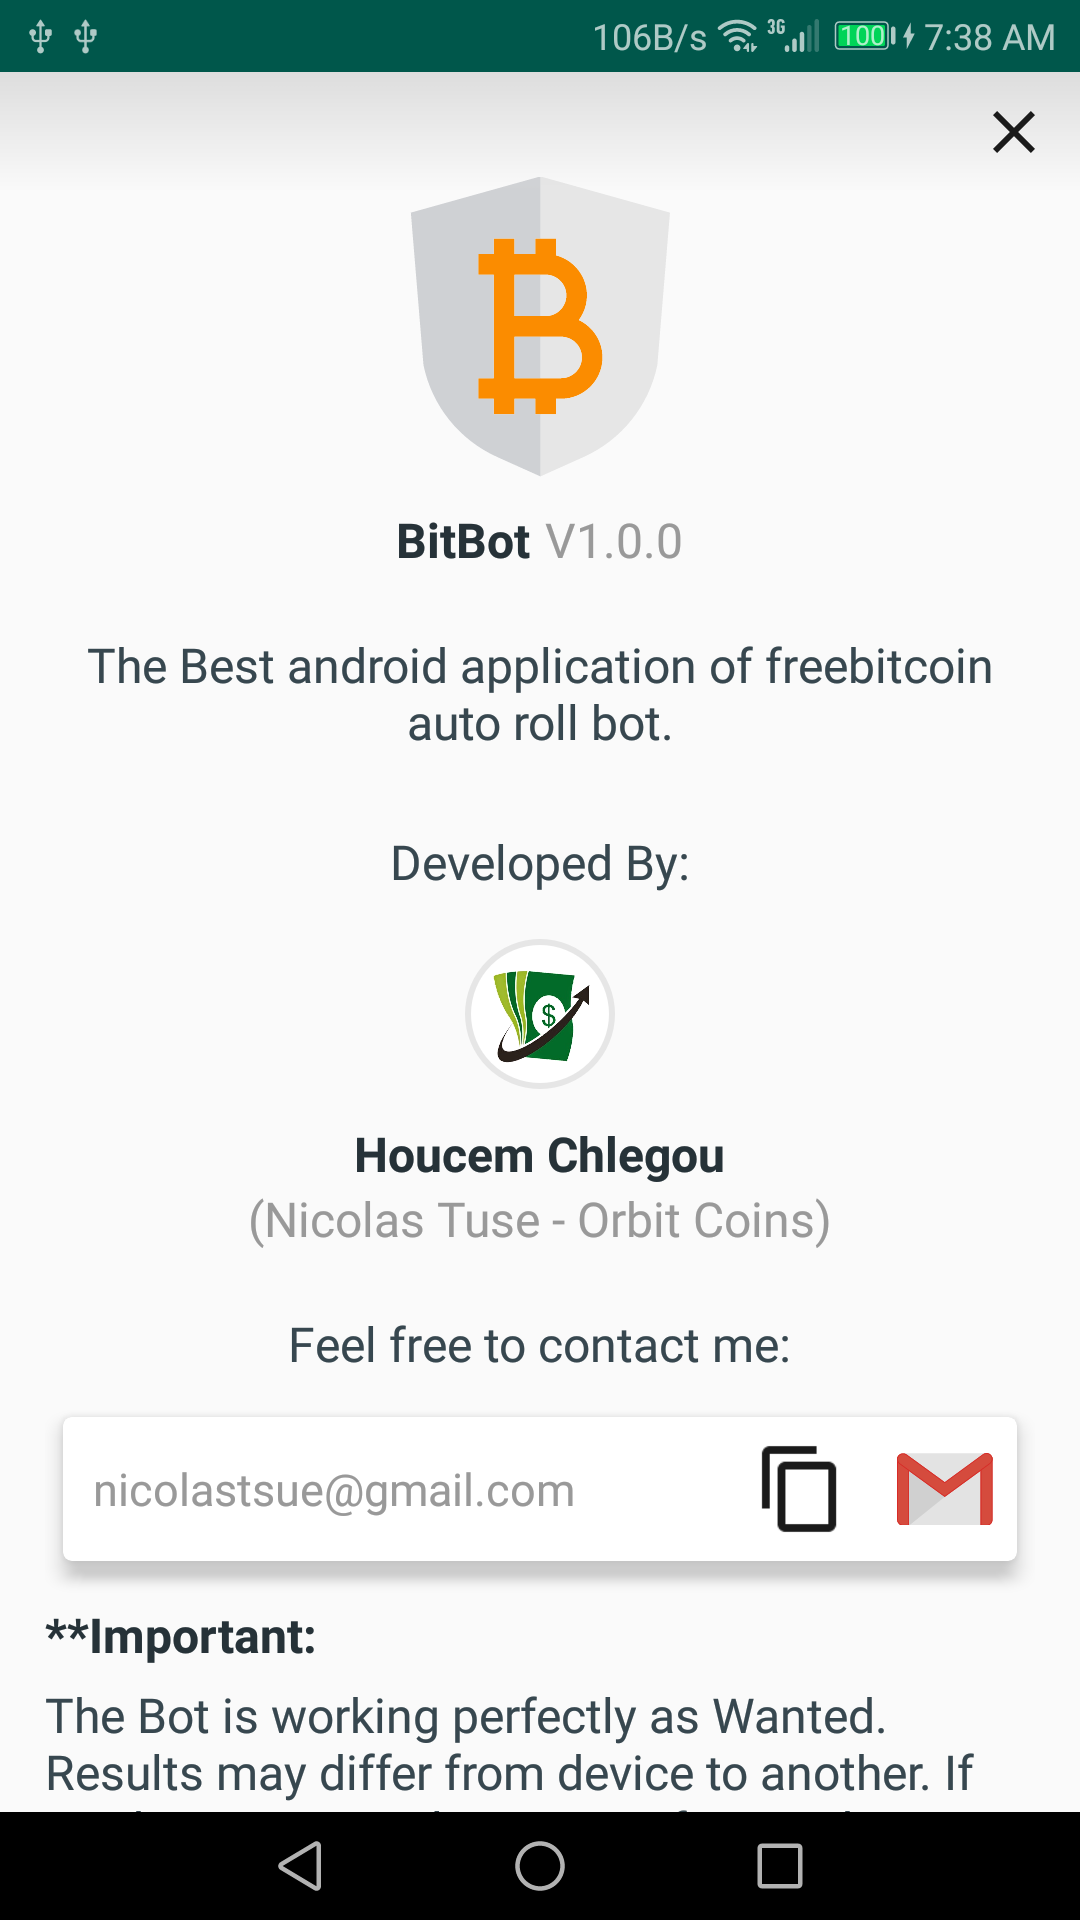 106B/s 3G 100 7:38 AM
BitBot V1.0.0
The Best android application of freebitcoin
auto roll bot.
Developed By:
$
Houcem Chlegou
(Nicolas Tuse - Orbit Coins)
Feel free to contact me:
nicolastsue@gmail.com
**Important:
The Bot is working perfectly as Wanted.
Results may differ from device to another. If